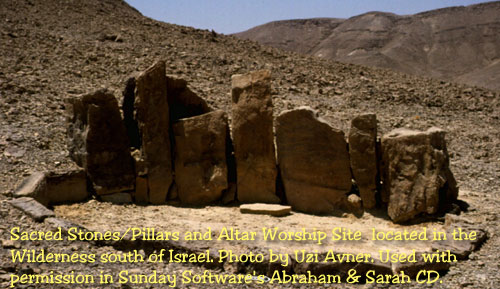 Sacred Stones/Pillars and Altar Worship Site, located in the
Wilderness south of Israel. Photo by Uzi Avner. Used with
permission in Sunday Software's Abraham & Sarah CD.